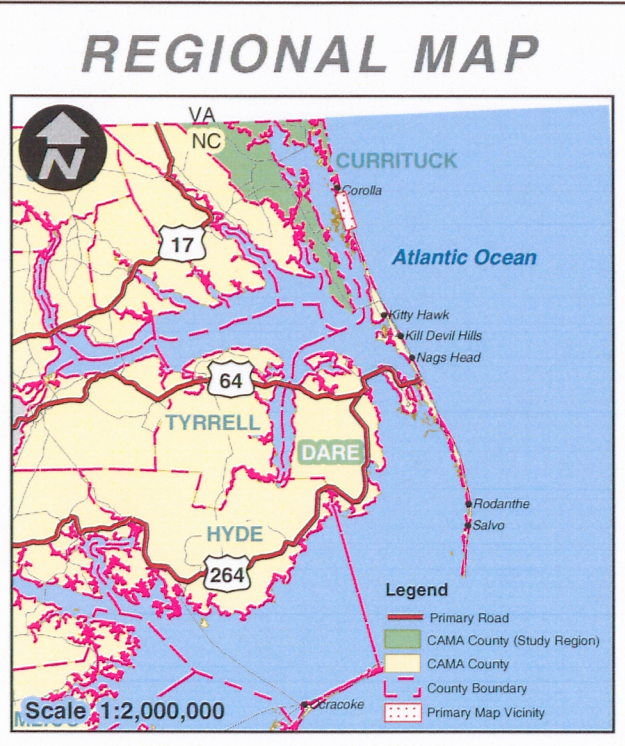 REGIONAL MAP
N
VA
NC
CURRITUCK
Corolla
17
Atlantic Ocean
Kitty Hawk
Kill Devil Hills
Nags Head
64
TYRRELL
DARE
Rodanthe
Salvo
HYDE
264
Legend
Primary Road
CAMA County (Study Region)
CAMA County
County Boundary
Primary Map Vicinity
Ocracoke
Scale 1:2,000,000